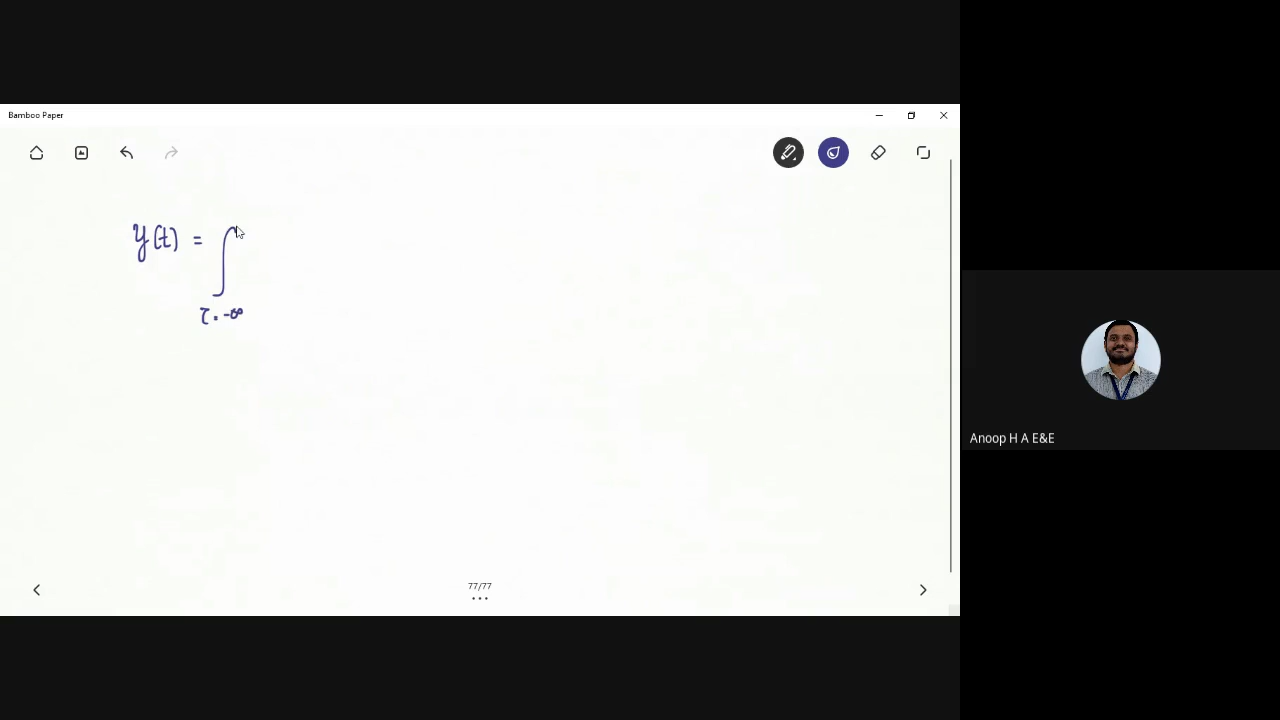 Bamboo Paper
y(t) = ∫
τ = -∞
Anoop H A E&E
77/77